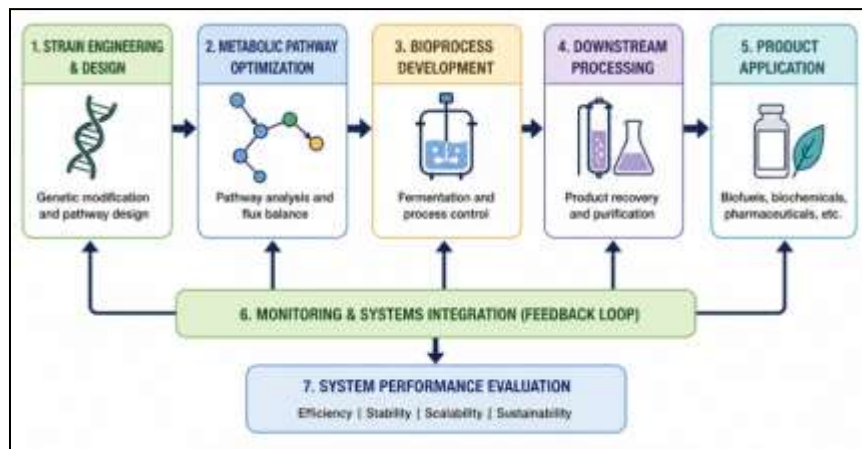 1. STRAIN ENGINEERING
& DESIGN
Genetic modification
and pathway design
2. METABOLIC PATHWAY
OPTIMIZATION
Pathway analysis and
flux balance
3. BIOPROCESS
DEVELOPMENT
Fermentation and
process control
4. DOWNSTREAM
PROCESSING
Product recovery
and purification
5. PRODUCT
APPLICATION
Biofuels, biochemicals,
pharmaceuticals, etc.
6. MONITORING & SYSTEMS INTEGRATION (FEEDBACK LOOP)
7. SYSTEM PERFORMANCE EVALUATION
Efficiency | Stability | Scalability | Sustainability